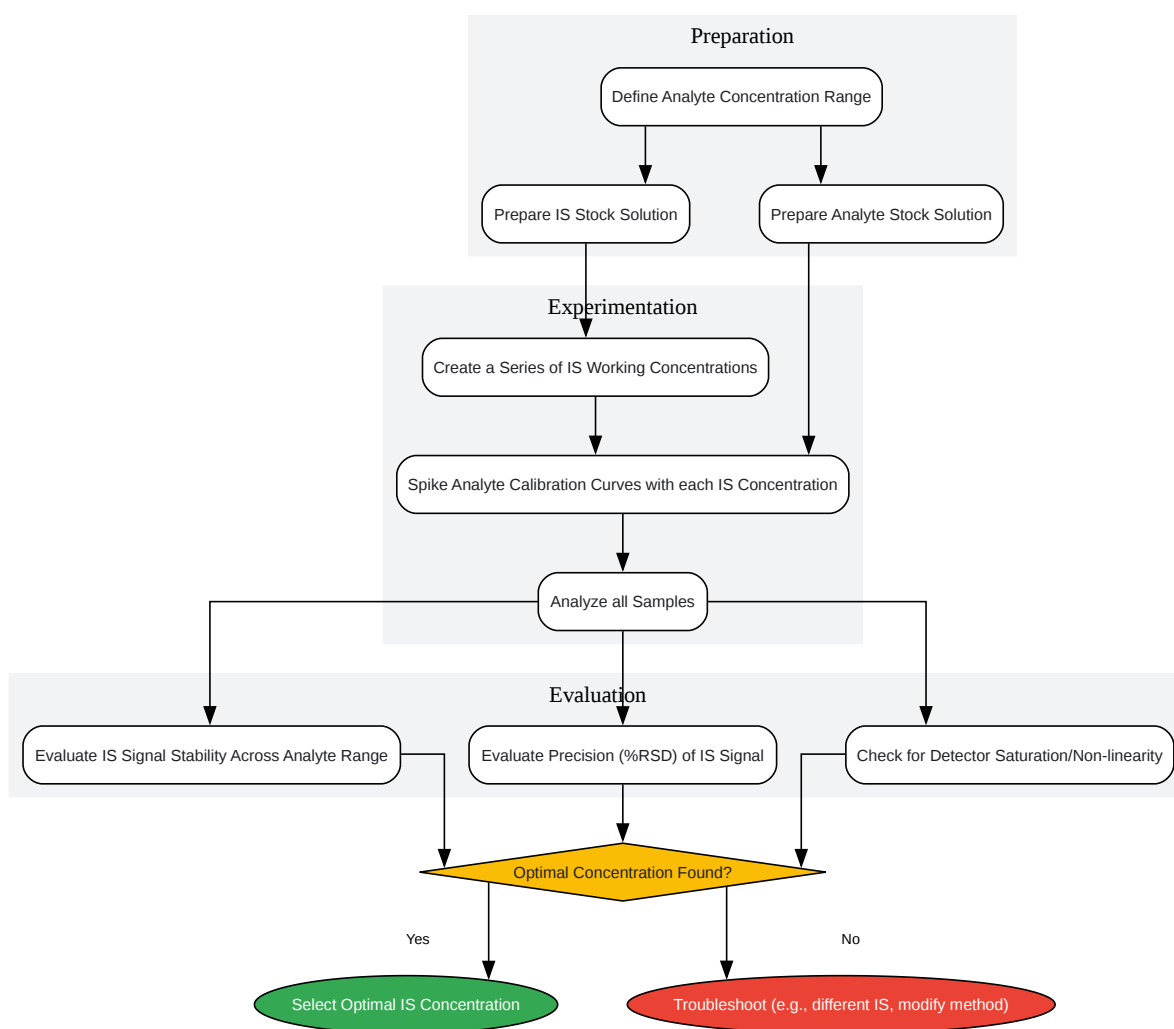 Preparation
Define Analyte Concentration Range
Prepare IS Stock Solution
Prepare Analyte Stock Solution
Experimentation
Create a Series of IS Working Concentrations
Spike Analyte Calibration Curves with each IS Concentration
Analyze all Samples
Evaluation
Evaluate IS Signal Stability Across Analyte Range
Evaluate Precision (%RSD) of IS Signal
Check for Detector Saturation/Non-linearity
Optimal Concentration Found?
Yes
No
Select Optimal IS Concentration
Troubleshoot (e.g., different IS, modify method)